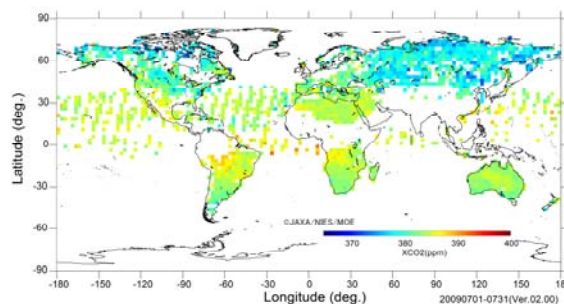 90
60
30
0
-30
-60
-90
Latitude (deg.)
©JAXA/NIES/MOE
370 380 390 400
XCO2(ppm)
-180 -150 -120 -90 -60 -30 0 30 60 90 120 150 180
Longitude (deg.)
20090701-0731(Ver.02.00)